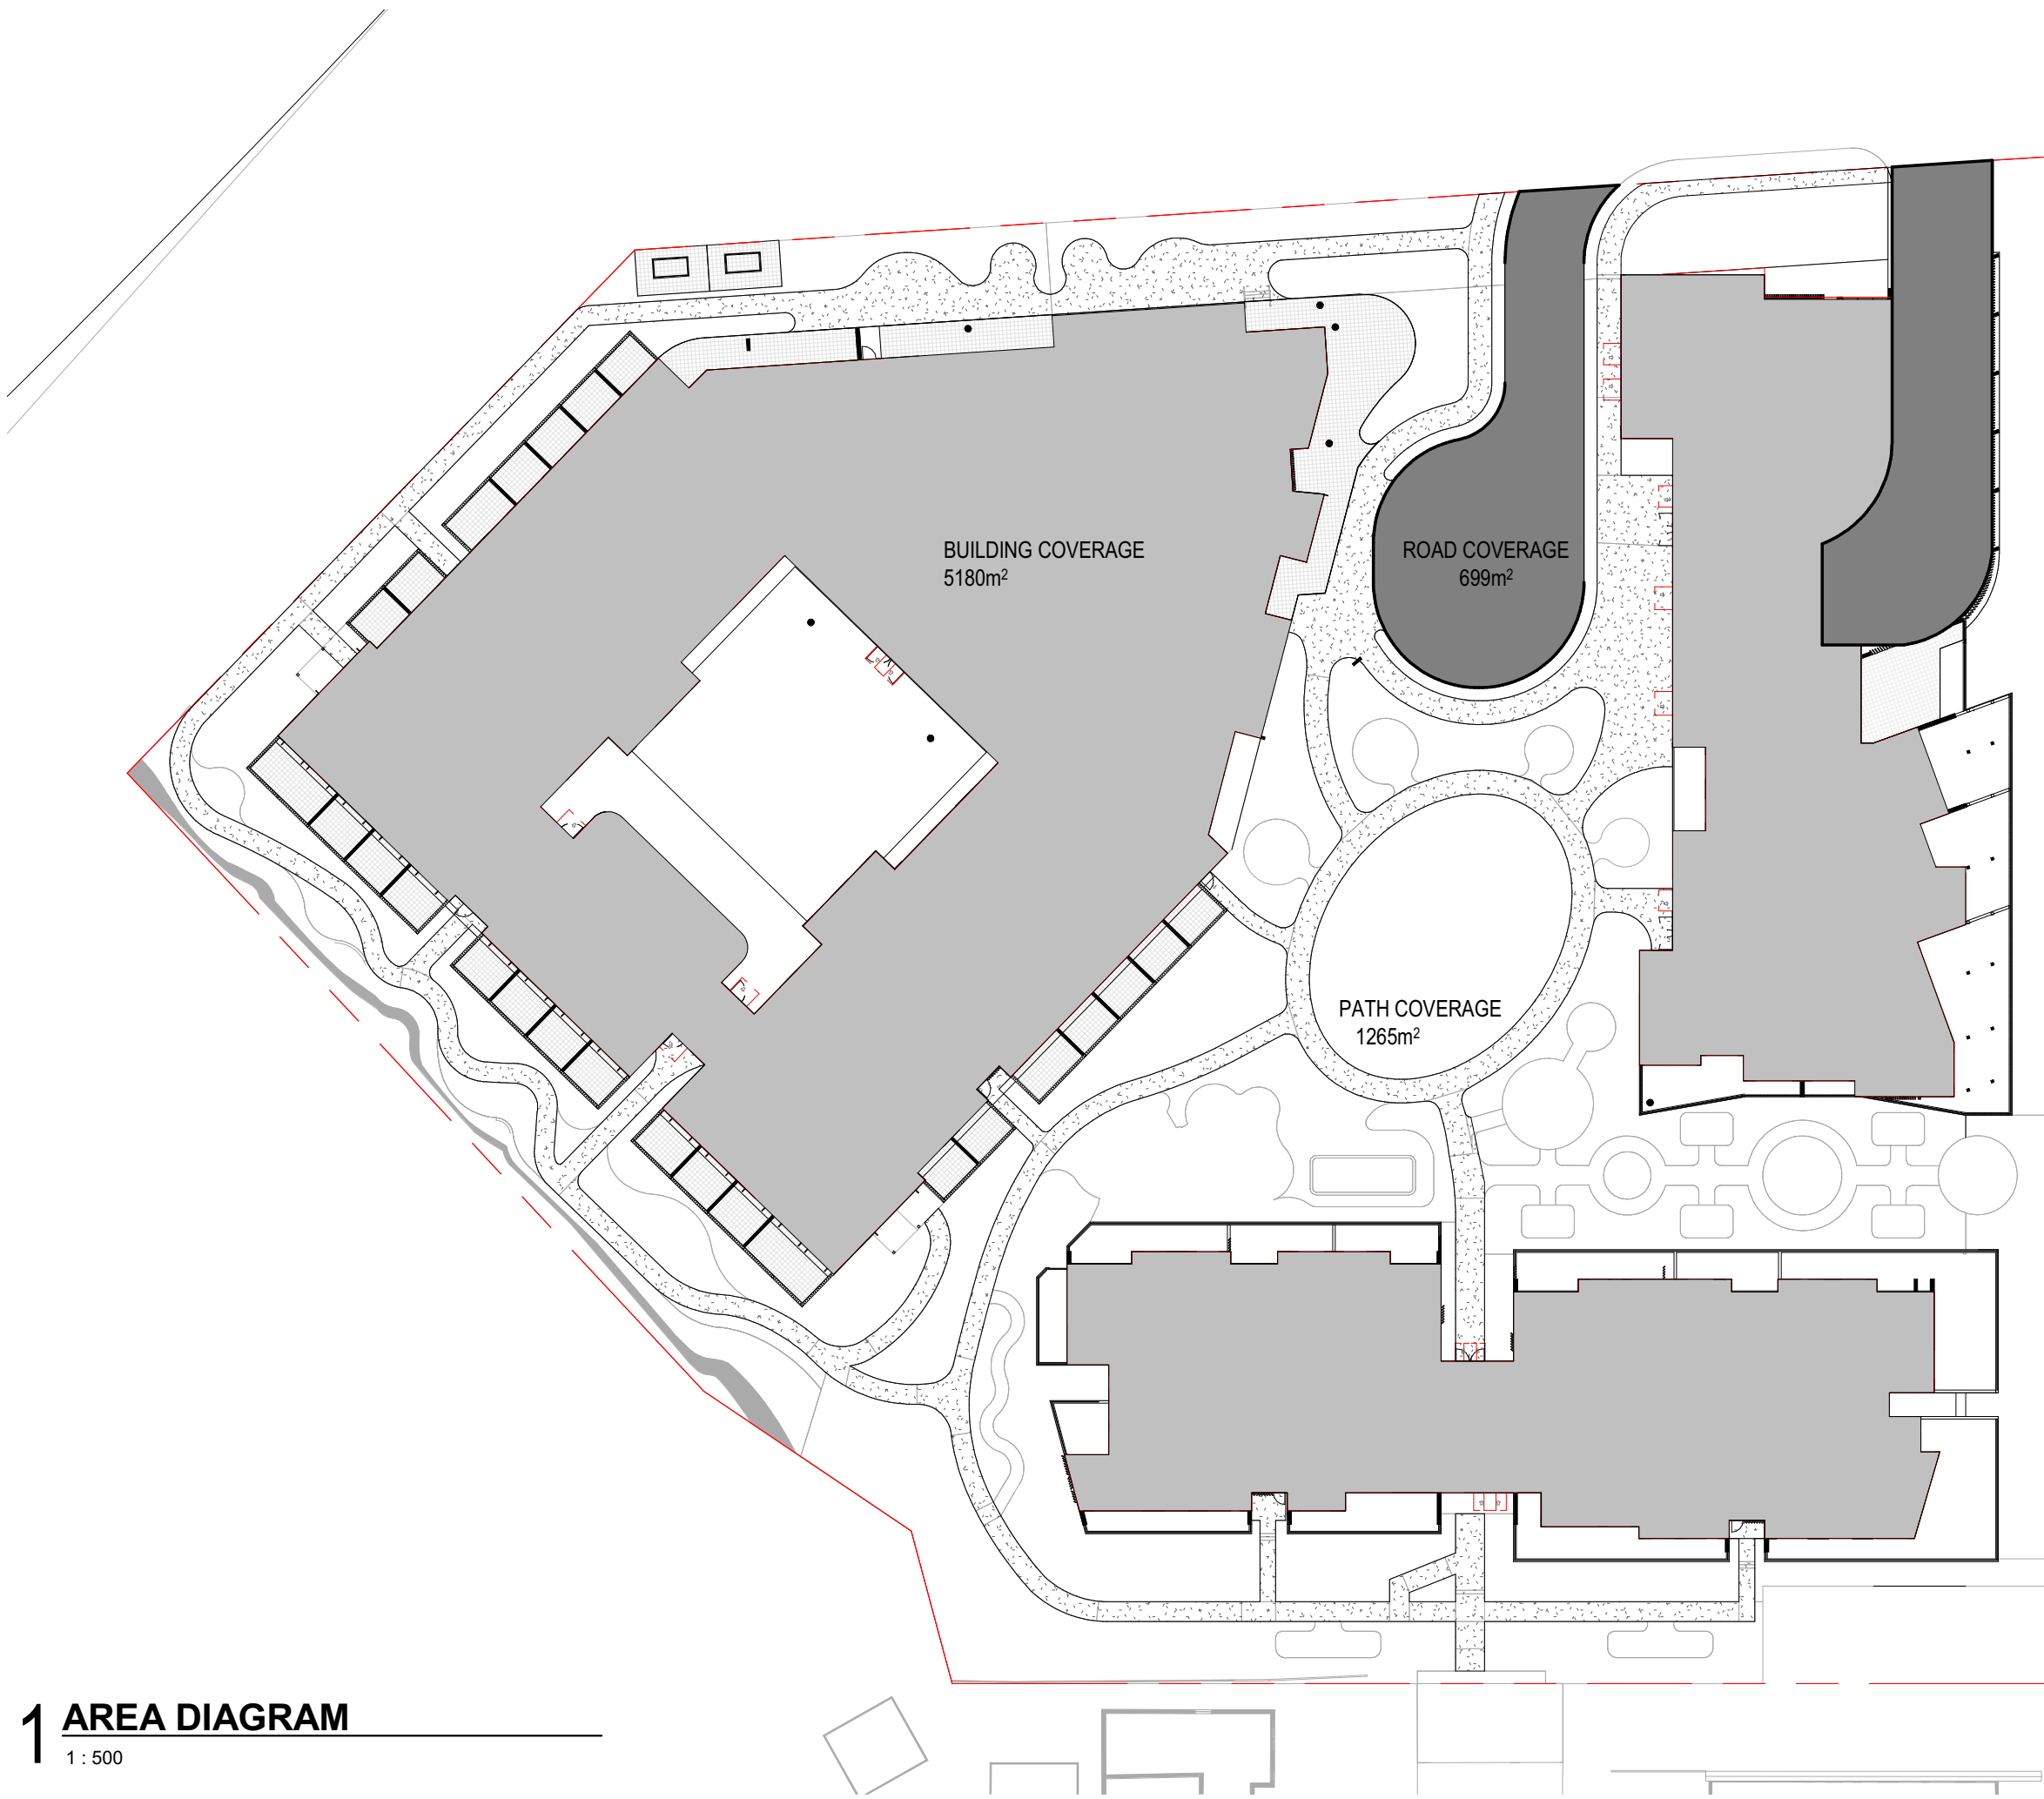 BUILDING COVERAGE
5180m²
ROAD COVERAGE
699m²
PATH COVERAGE
1265m²
1 AREA DIAGRAM
1 : 500